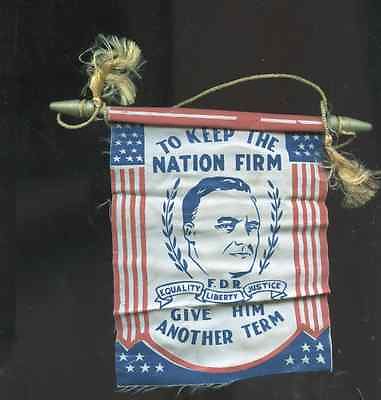 TO KEEP THE
NATION FIRM
F.D.R.
EQUALITY LIBERTY JUSTICE
GIVE HIM
ANOTHER TERM